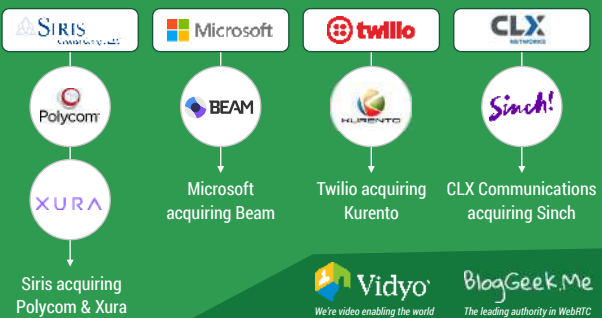 SIRIS
Microsoft
twilio
CLX
NETWORKS
Polycom
BEAM
KURENTO
Sinch!
XURA
Microsoft
acquiring Beam
Twilio acquiring
Kurento
CLX Communications
acquiring Sinch
Siris acquiring
Polycom & Xura
Vidyo
We're video enabling the world
BlogGeek.Me
The leading authority in WebRTC